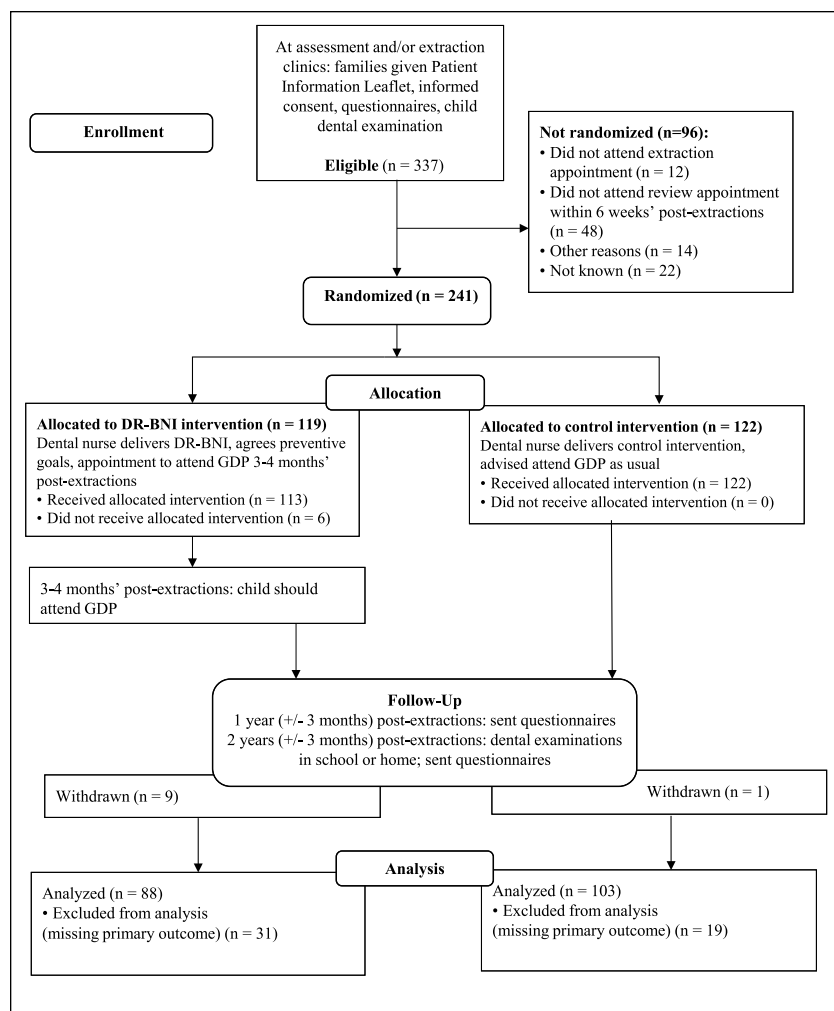 At assessment and/or extraction
clinics: families given Patient
Information Leaflet, informed
consent, questionnaires, child
dental examination
Eligible (n = 337)
Enrollment
Not randomized (n=96):
• Did not attend extraction
appointment (n = 12)
• Did not attend review appointment
within 6 weeks’ post-extractions
(n = 48)
• Other reasons (n = 14)
• Not known (n = 22)
Randomized (n = 241)
Allocation
Allocated to DR-BNI intervention (n = 119)
Dental nurse delivers DR-BNI, agrees preventive
goals, appointment to attend GDP 3-4 months’
post-extractions
• Received allocated intervention (n = 113)
• Did not receive allocated intervention (n = 6)
Allocated to control intervention (n = 122)
Dental nurse delivers control intervention,
advised attend GDP as usual
• Received allocated intervention (n = 122)
• Did not receive allocated intervention (n = 0)
3-4 months’ post-extractions: child should
attend GDP
Follow-Up
1 year (+/- 3 months) post-extractions: sent questionnaires
2 years (+/- 3 months) post-extractions: dental examinations
in school or home; sent questionnaires
Withdrawn (n = 9)
Withdrawn (n = 1)
Analysis
Analyzed (n = 88)
• Excluded from analysis
(missing primary outcome) (n = 31)
Analyzed (n = 103)
• Excluded from analysis
(missing primary outcome) (n = 19)